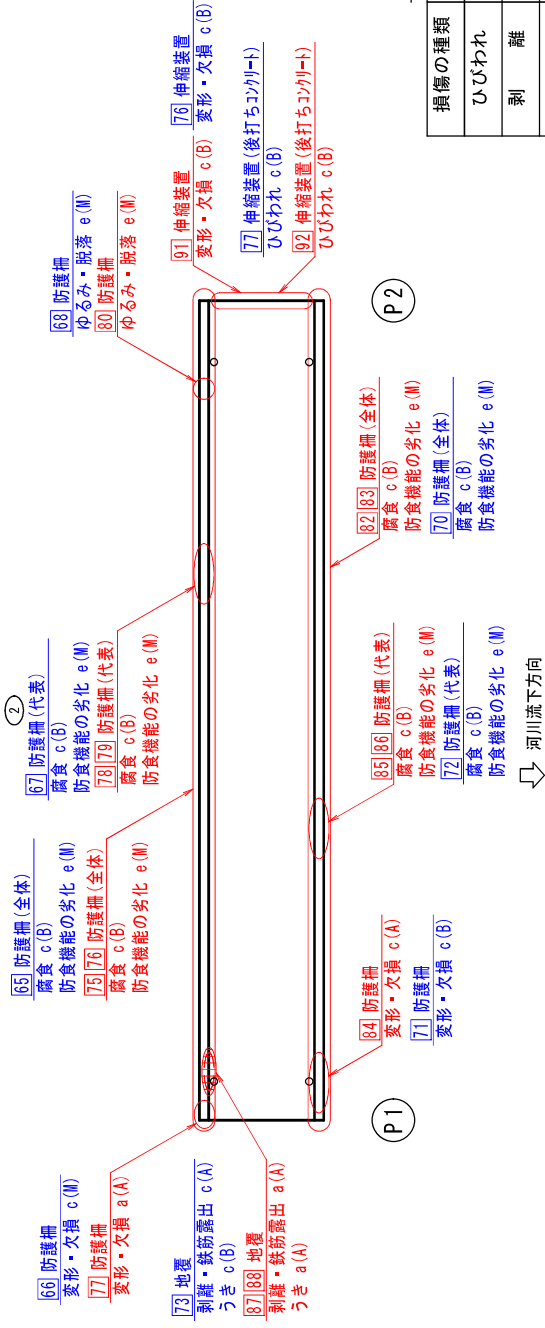 ②
65 防護柵(全体)
腐食 c(B)
防食機能の劣化 e(M)
75 76 防護柵(全体)
腐食 c(B)
防食機能の劣化 e(M)
67 防護柵(代表)
腐食 c(B)
防食機能の劣化 e(M)
78 79 防護柵(代表)
腐食 c(B)
防食機能の劣化 e(M)
68 防護柵
ゆるみ・脱落 e(M)
80 防護柵
ゆるみ・脱落 e(M)
66 防護柵
変形・欠損 c(M)
77 防護柵
変形・欠損 a(A)
73 地覆
剥離・鉄筋露出 c(A)
うき c(B)
87 88 地覆
剥離・鉄筋露出 a(A)
うき a(A)
76 伸縮装置
変形・欠損 c(B)
91 伸縮装置
変形・欠損 c(B)
77 伸縮装置(後打ちコンクリート)
ひびわれ c(B)
92 伸縮装置(後打ちコンクリート)
ひびわれ c(B)
P1
P2
84 防護柵
変形・欠損 c(A)
71 防護柵
変形・欠損 c(B)
85 86 防護柵(代表)
腐食 c(B)
防食機能の劣化 e(M)
72 防護柵(代表)
腐食 c(B)
防食機能の劣化 e(M)
82 83 防護柵(全体)
腐食 c(B)
防食機能の劣化 e(M)
70 防護柵(全体)
腐食 c(B)
防食機能の劣化 e(M)
河川流下方向
損傷の種類
ひびわれ
剥 離